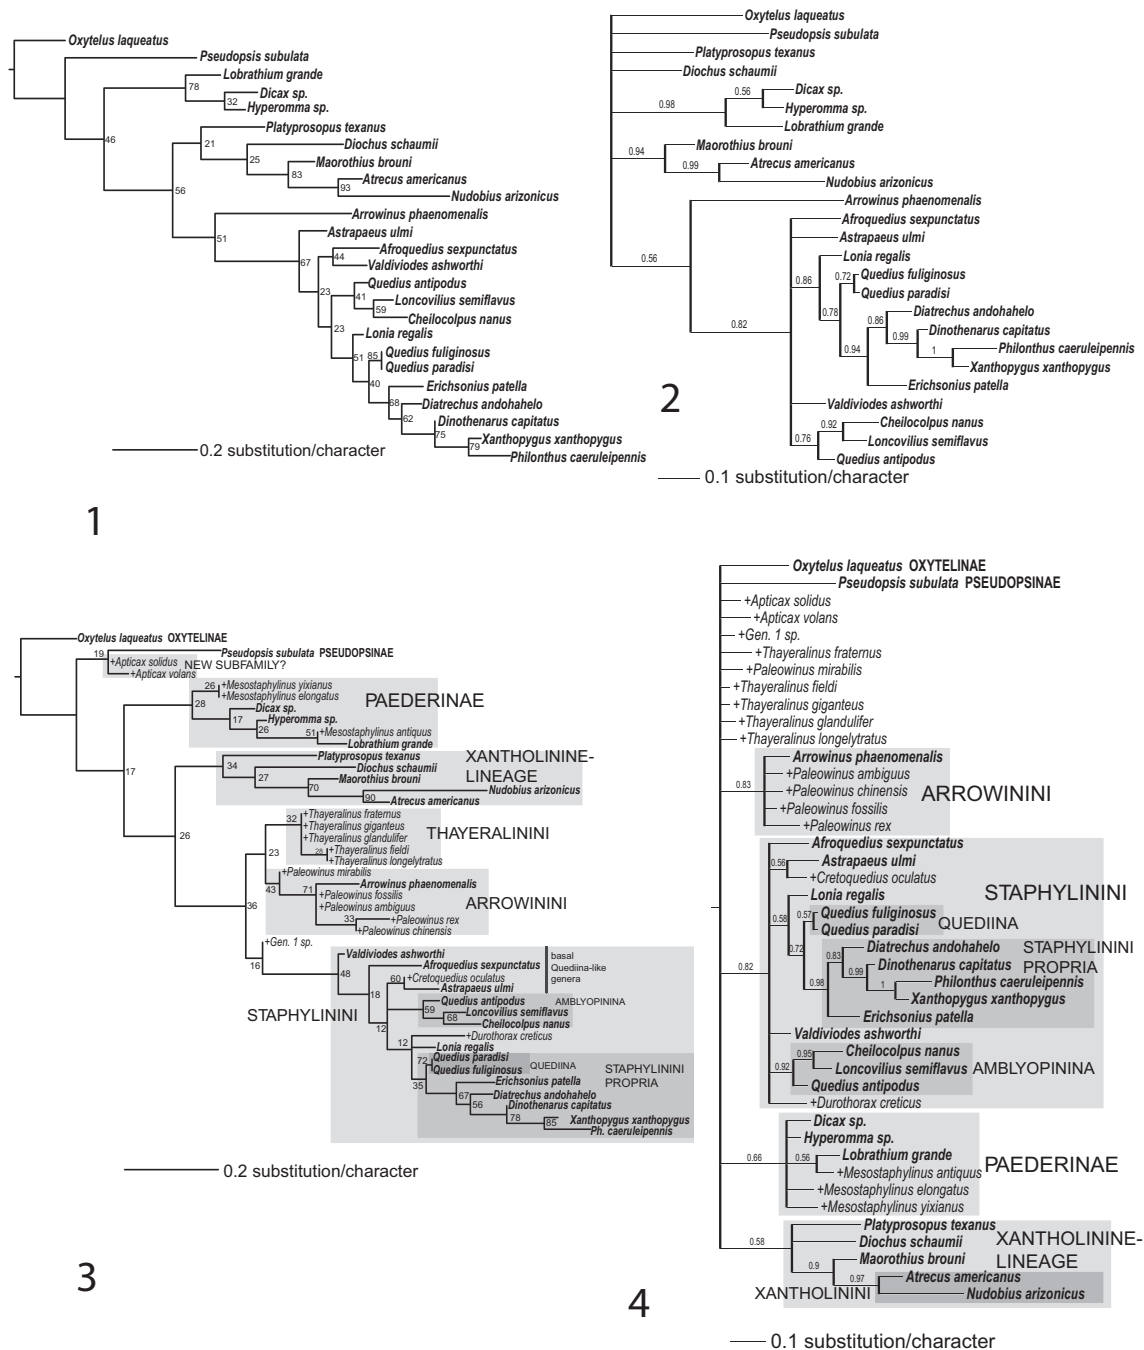 Oxytelus laqueatus
Pseudopsis subulata
Lobrathium grande
78
Dicax sp.
32
Hyperomma sp.
46
Platyprosopus texanus
21
Diochus schaumii
25
Maorothius brouni
83
Atrecus americanus
93
Nudobius arizonicus
56
Arrowinus phaenomenalis
51
Astrapaeus ulmi
67
Afroquedius sexpunctatus
44
Valdiviodes ashworthi
23
Quedius antipodus
41
Loncovilius semiflavus
59
Cheilocolpus nanus
23
Lonia regalis
51
85
Quedius fuliginosus
Quedius paradisi
40
Erichsonius patella
68
Diatrechus andohahelo
62
Dinothenarus capitatus
75
Xanthopygus xanthopygus
79
Philonthus caeruleipennis
0.2 substitution/character
1
Oxytelus laqueatus
Pseudopsis subulata
Platyprosopus texanus
Diochus schaumii
0.56
Dicax sp.
0.98
Hyperomma sp.
Lobrathium grande
Maorothius brouni
0.94
0.99
Atrecus americanus
Nudobius arizonicus
Arrowinus phaenomenalis
0.56
Afroquedius sexpunctatus
Astrapaeus ulmi
Lonia regalis
0.86
0.72
Quedius fuliginosus
Quedius paradisi
0.78
Diatrechus andohahelo
0.86
Dinothenarus capitatus
0.99
0.82
1
Philonthus caeruleipennis
0.94
Xanthopygus xanthopygus
Erichsonius patella
Valdiviodes ashworthi
0.92
Cheilocolpus nanus
0.76
Loncovilius semiflavus
Quedius antipodus
2
0.1 substitution/character
Oxytelus laqueatus OXYTELINAE
19
Pseudopsis subulata PSEUDOPSINAE
+Apticax solidus NEW SUBFAMILY?
+Apticax volans
26
+Mesostaphylinus yixianus
+Mesostaphylinus elongatus
28
PAEDERINAE
Dicax sp.
17
Hyperomma sp.
26
51
+Mesostaphylinus antiquus
Lobrathium grande
17
Platyprosopus texanus
34
XANTHOLININE-
LINEAGE
Diochus schaumii
27
Maorothius brouni
70
Nudobius arizonicus
90
Atrecus americanus
26
32
+Thayeralinus fraternus
+Thayeralinus giganteus
+Thayeralinus glandulifer
THAYERALININI
28
+Thayeralinus fieldi
+Thayeralinus longelytratus
23
+Paleowinus mirabilis
43
71
Arrowinus phaenomenalis
+Paleowinus fossilis
+Paleowinus ambiguus
ARROWININI
33
+Paleowinus rex
+Paleowinus chinensis
36
+Gen. 1 sp.
16
Valdiviodes ashworthi
48
Afroquedius sexpunctatus
basal
Quediina-like
genera
60
+Cretoquedius oculatus
Astrapaeus ulmi
18
Quedius antipodus
AMBLYOPININA
59
Loncovilius semiflavus
68
Cheilocolpus nanus
STAPHYLININI
12
+Durothorax creticus
12
Lonia regalis
72
Quedius paradisi
Quedius fuliginosus
QUEDIINA
STAPHYLININI
PROPRIA
35
Erichsonius patella
67
Diatrechus andohahelo
56
Dinothenarus capitatus
78
Xanthopygus xanthopygus
85
Ph. caeruleipennis
0.2 substitution/character
3
Oxytelus laqueatus OXYTELINAE
Pseudopsis subulata PSEUDOPSINAE
+Apticax solidus
+Apticax volans
+Gen. 1 sp.
+Thayeralinus fraternus
+Paleowinus mirabilis
+Thayeralinus fieldi
+Thayeralinus giganteus
+Thayeralinus glandulifer
+Thayeralinus longelytratus
Arrowinus phaenomenalis
+Paleowinus ambiguus
0.83
+Paleowinus chinensis
ARROWININI
+Paleowinus fossilis
+Paleowinus rex
Afroquedius sexpunctatus
0.56
Astrapaeus ulmi
+Cretoquedius oculatus
STAPHYLININI
Lonia regalis
0.58
0.57
Quedius fuliginosus
Quedius paradisi
QUEDIINA
0.72
0.83
Diatrechus andohahelo
STAPHYLININI
PROPRIA
0.99
Dinothenarus capitatus
0.82
0.98
1
Philonthus caeruleipennis
Xanthopygus xanthopygus
Erichsonius patella
Valdiviodes ashworthi
0.95
Cheilocolpus nanus
0.92
Loncovilius semiflavus
AMBLYOPININA
Quedius antipodus
+Durothorax creticus
Dicax sp.
Hyperomma sp.
0.66
0.56
Lobrathium grande
PAEDERINAE
+Mesostaphylinus antiquus
+Mesostaphylinus elongatus
+Mesostaphylinus yixianus
Platyprosopus texanus
0.58
Diochus schaumii
XANTHOLININE-
LINEAGE
Maorothius brouni
0.9
0.97
Atrecus americanus
XANTHOLININI
Nudobius arizonicus
4
0.1 substitution/character